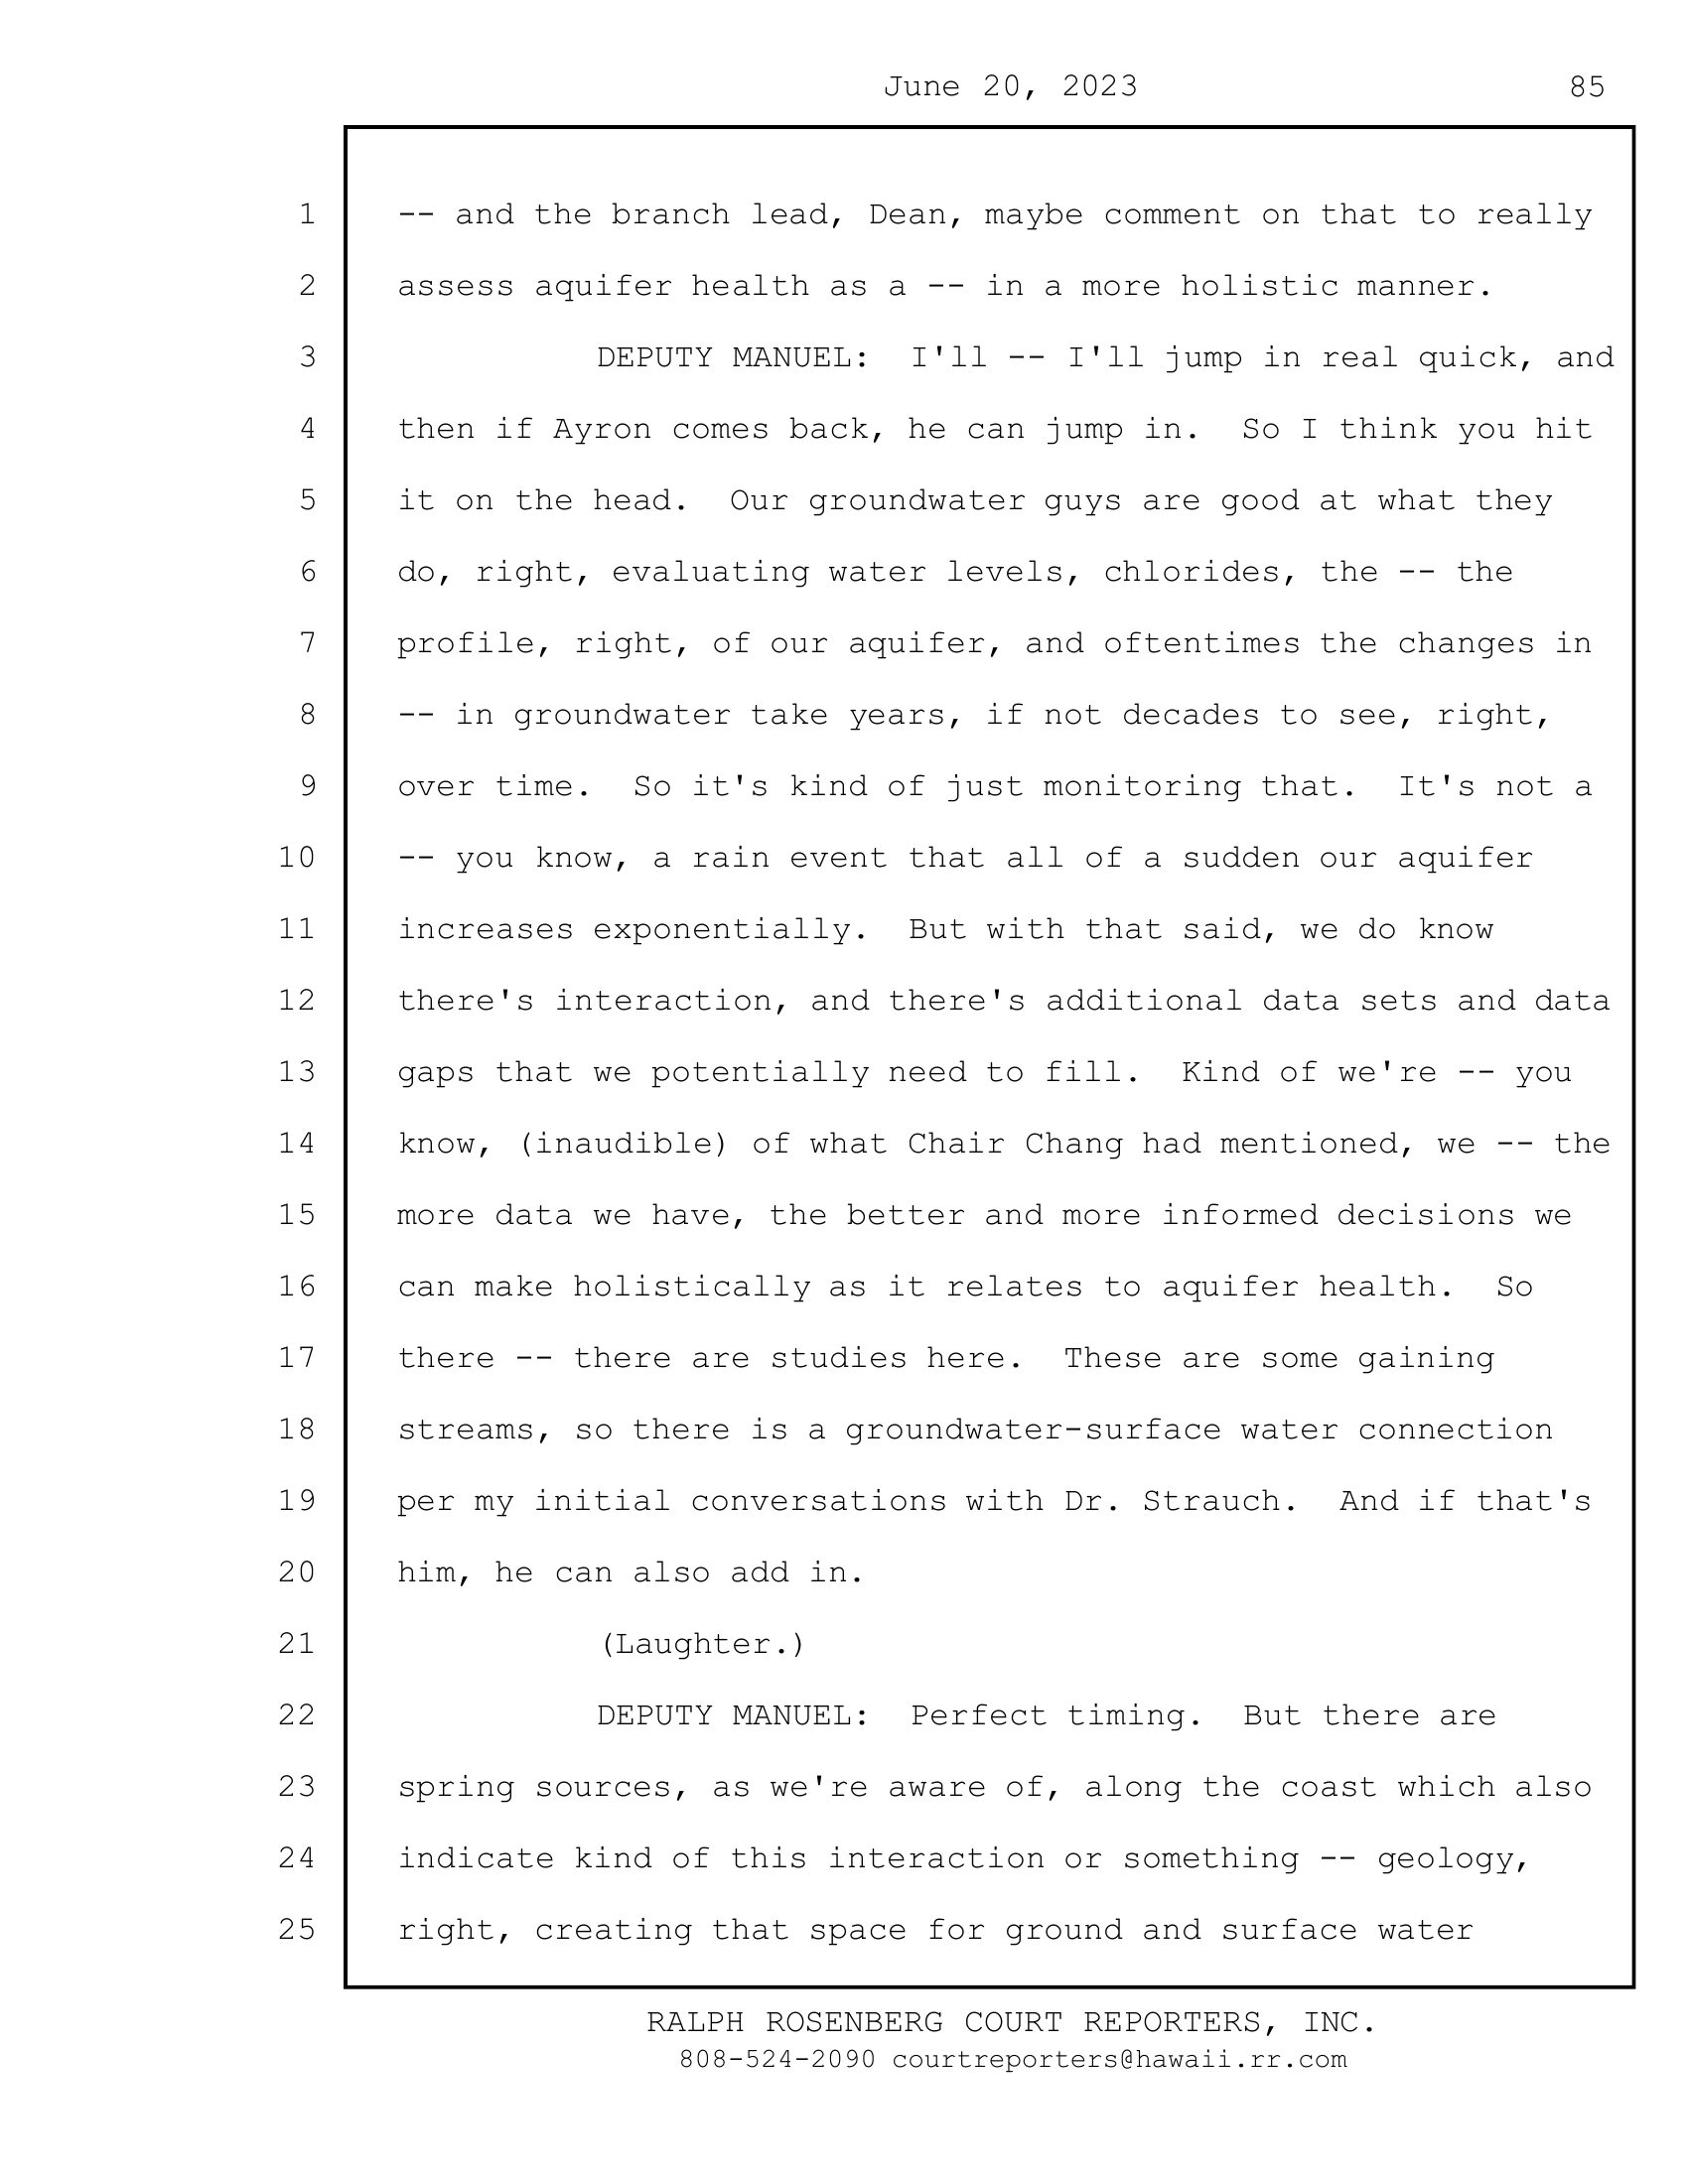 June 20, 2023 85
1 -- and the branch lead, Dean, maybe comment on that to really
2 assess aquifer health as a -- in a more holistic manner.
3 DEPUTY MANUEL:  I'll -- I'll jump in real quick, and
4 then if Ayron comes back, he can jump in.  So I think you hit
5 it on the head.  Our groundwater guys are good at what they
6 do, right, evaluating water levels, chlorides, the -- the
7 profile, right, of our aquifer, and oftentimes the changes in
8 -- in groundwater take years, if not decades to see, right,
9 over time.  So it's kind of just monitoring that.  It's not a
10 -- you know, a rain event that all of a sudden our aquifer
11 increases exponentially.  But with that said, we do know
12 there's interaction, and there's additional data sets and data
13 gaps that we potentially need to fill.  Kind of we're -- you
14 know, (inaudible) of what Chair Chang had mentioned, we -- the
15 more data we have, the better and more informed decisions we
16 can make holistically as it relates to aquifer health.  So
17 there -- there are studies here.  These are some gaining
18 streams, so there is a groundwater-surface water connection
19 per my initial conversations with Dr. Strauch.  And if that's
20 him, he can also add in.
21 (Laughter.)
22 DEPUTY MANUEL:  Perfect timing.  But there are
23 spring sources, as we're aware of, along the coast which also
24 indicate kind of this interaction or something -- geology,
25 right, creating that space for ground and surface water
RALPH ROSENBERG COURT REPORTERS, INC.
808-524-2090 courtreporters@hawaii.rr.com